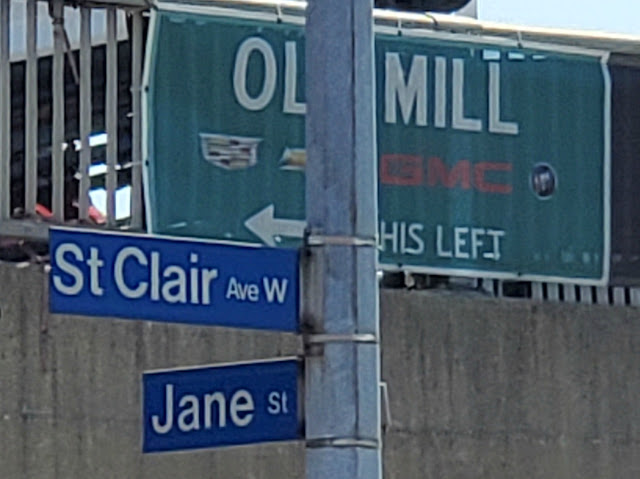 OL MILL
GMC
HIS LEFT
St Clair Ave W
Jane St